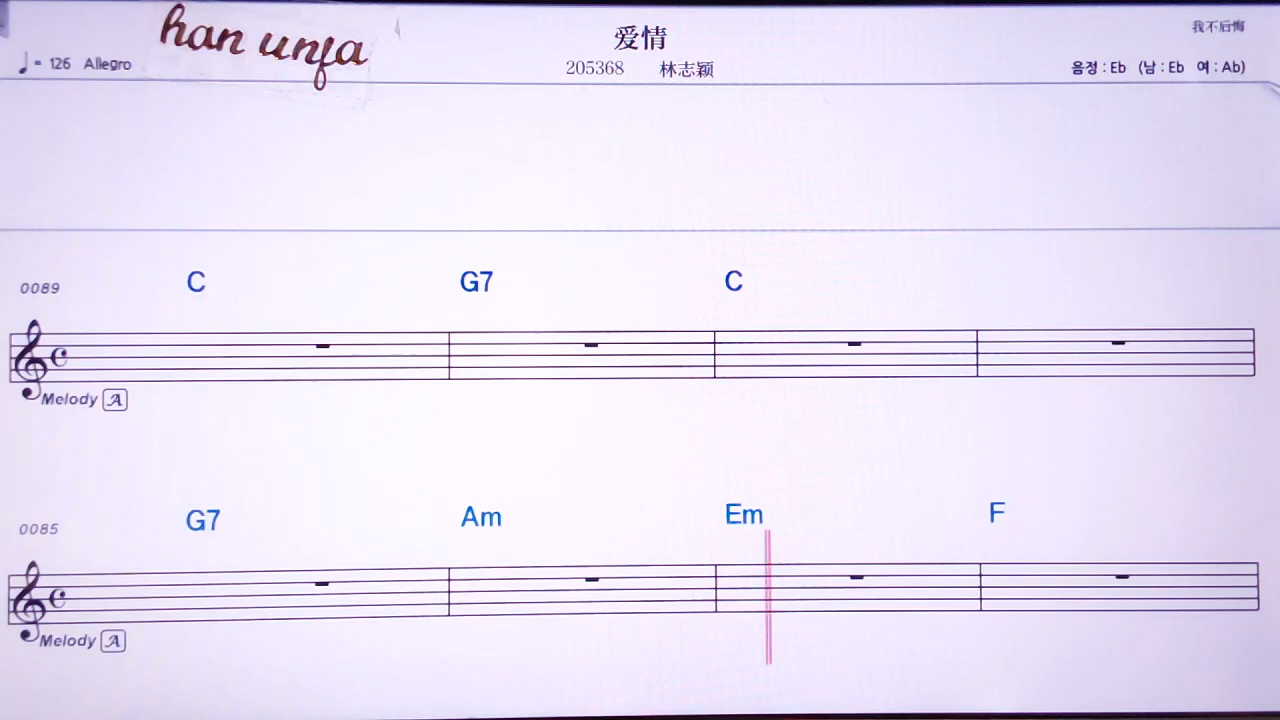 han unfa
爱情
我不后悔
♩ = 126 Allegro
205368 林志颖
음정 : Eb (남 : Eb 여 : Ab)
0089
C G7 C
Melody A
0085
G7 Am Em F
Melody A